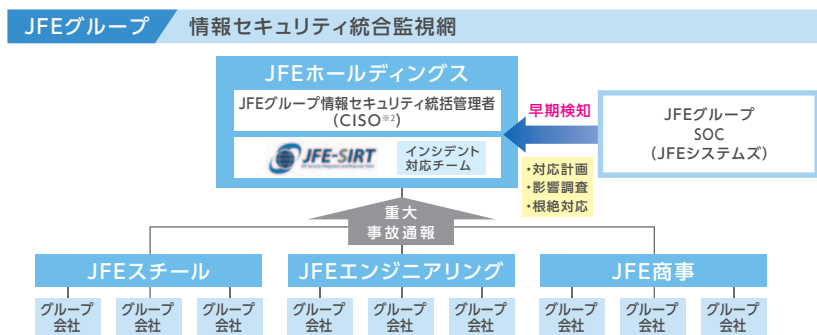 JFEグループ 情報セキュリティ統合監視網
JFEホールディングス
JFEグループ情報セキュリティ統括管理者
(CISO※2)
JFE-SIRT
インシデント
対応チーム
早期検知
・対応計画
・影響調査
・根絶対応
JFEグループ
SOC
(JFEシステムズ)
重大
事故通報
JFEスチール
JFEエンジニアリング
JFE商事
グループ
会社
グループ
会社
グループ
会社
グループ
会社
グループ
会社
グループ
会社
グループ
会社
グループ
会社
グループ
会社